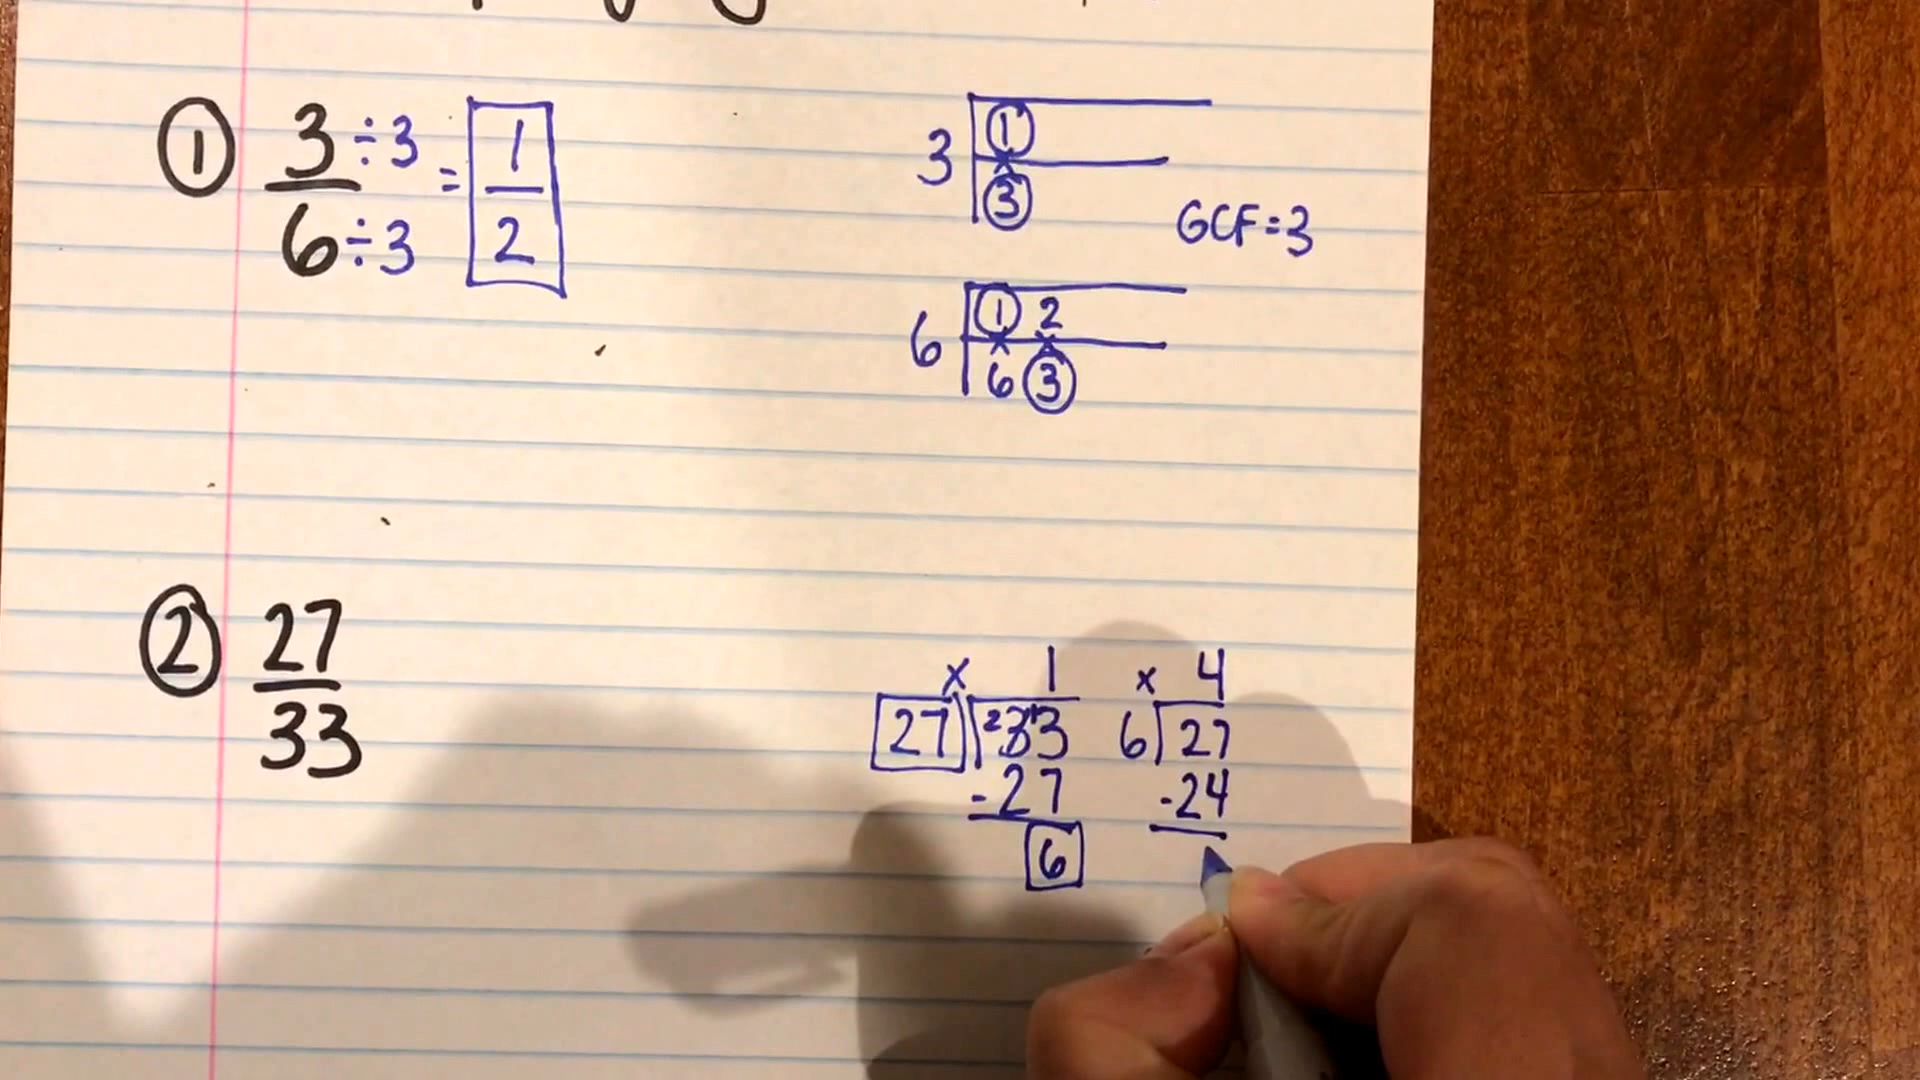 ① 3 ÷3 = 1
6 ÷3 2
3 1
3
GCF=3
6 1 2
6 3
② 27
33
x 1
27 2313
-27
6
x 4
6 27
-24